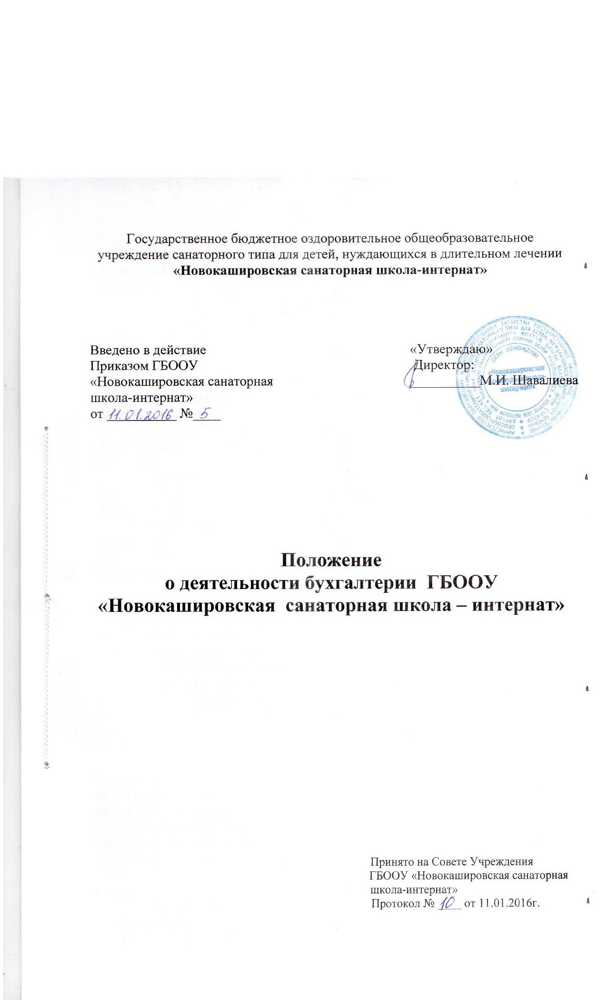 Государственное бюджетное оздоровительное общеобразовательное
учреждение санаторного типа для детей, нуждающихся в длительном лечении
«Новокашировская санаторная школа-интернат»
Введено в действие
Приказом ГБООУ
«Новокашировская санаторная
школа-интернат»
от 11.01.2016 № 5
«Утверждаю»
Директор:
М.И. Шавалиева
ОГРН 1021601627981
«Новокашировская
санаторная школа-
интернат»
Положение
о деятельности бухгалтерии ГБООУ
«Новокашировская санаторная школа – интернат»
Принято на Совете Учреждения
ГБООУ «Новокашировская санаторная
школа-интернат»
Протокол № 10 от 11.01.2016г.